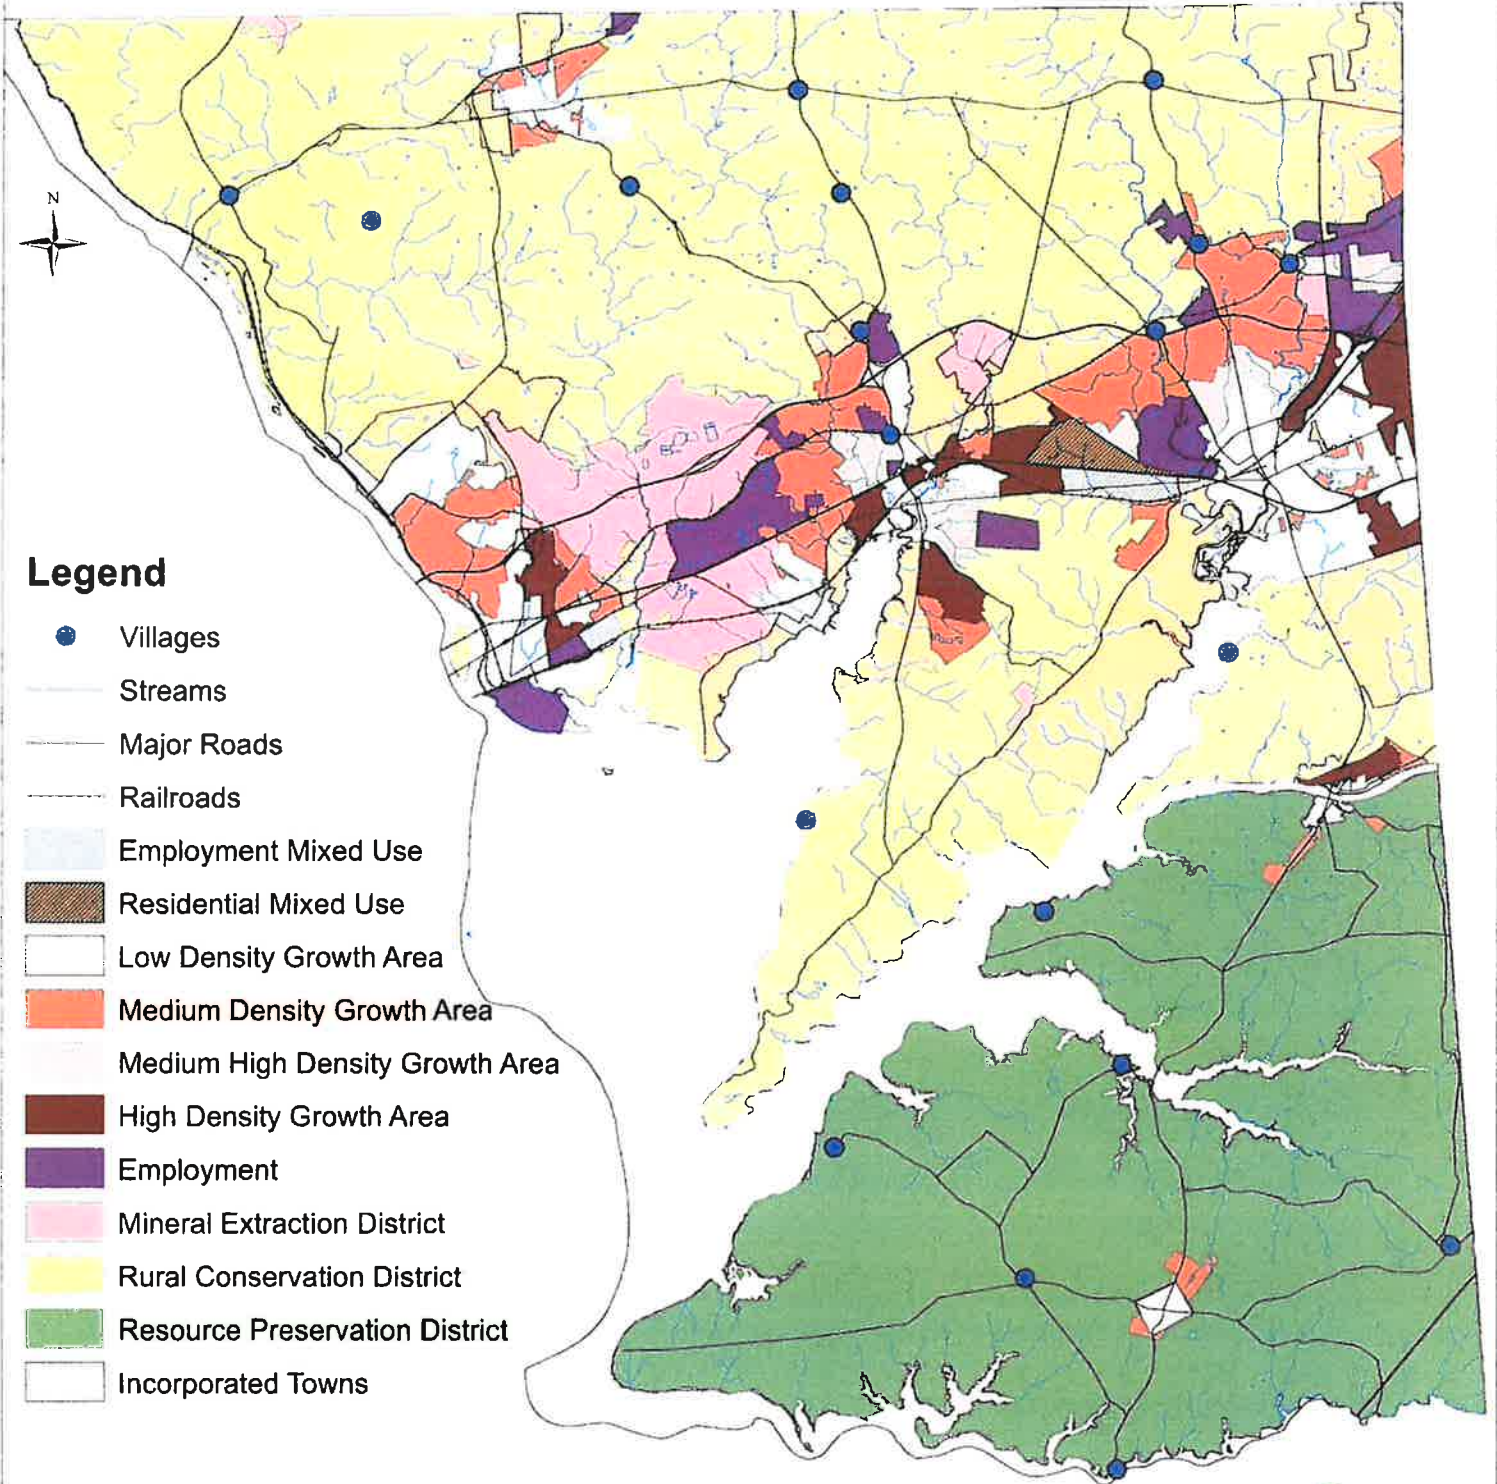 N
Legend
Villages
Streams
Major Roads
Railroads
Employment Mixed Use
Residential Mixed Use
Low Density Growth Area
Medium Density Growth Area
Medium High Density Growth Area
High Density Growth Area
Employment
Mineral Extraction District
Rural Conservation District
Resource Preservation District
Incorporated Towns